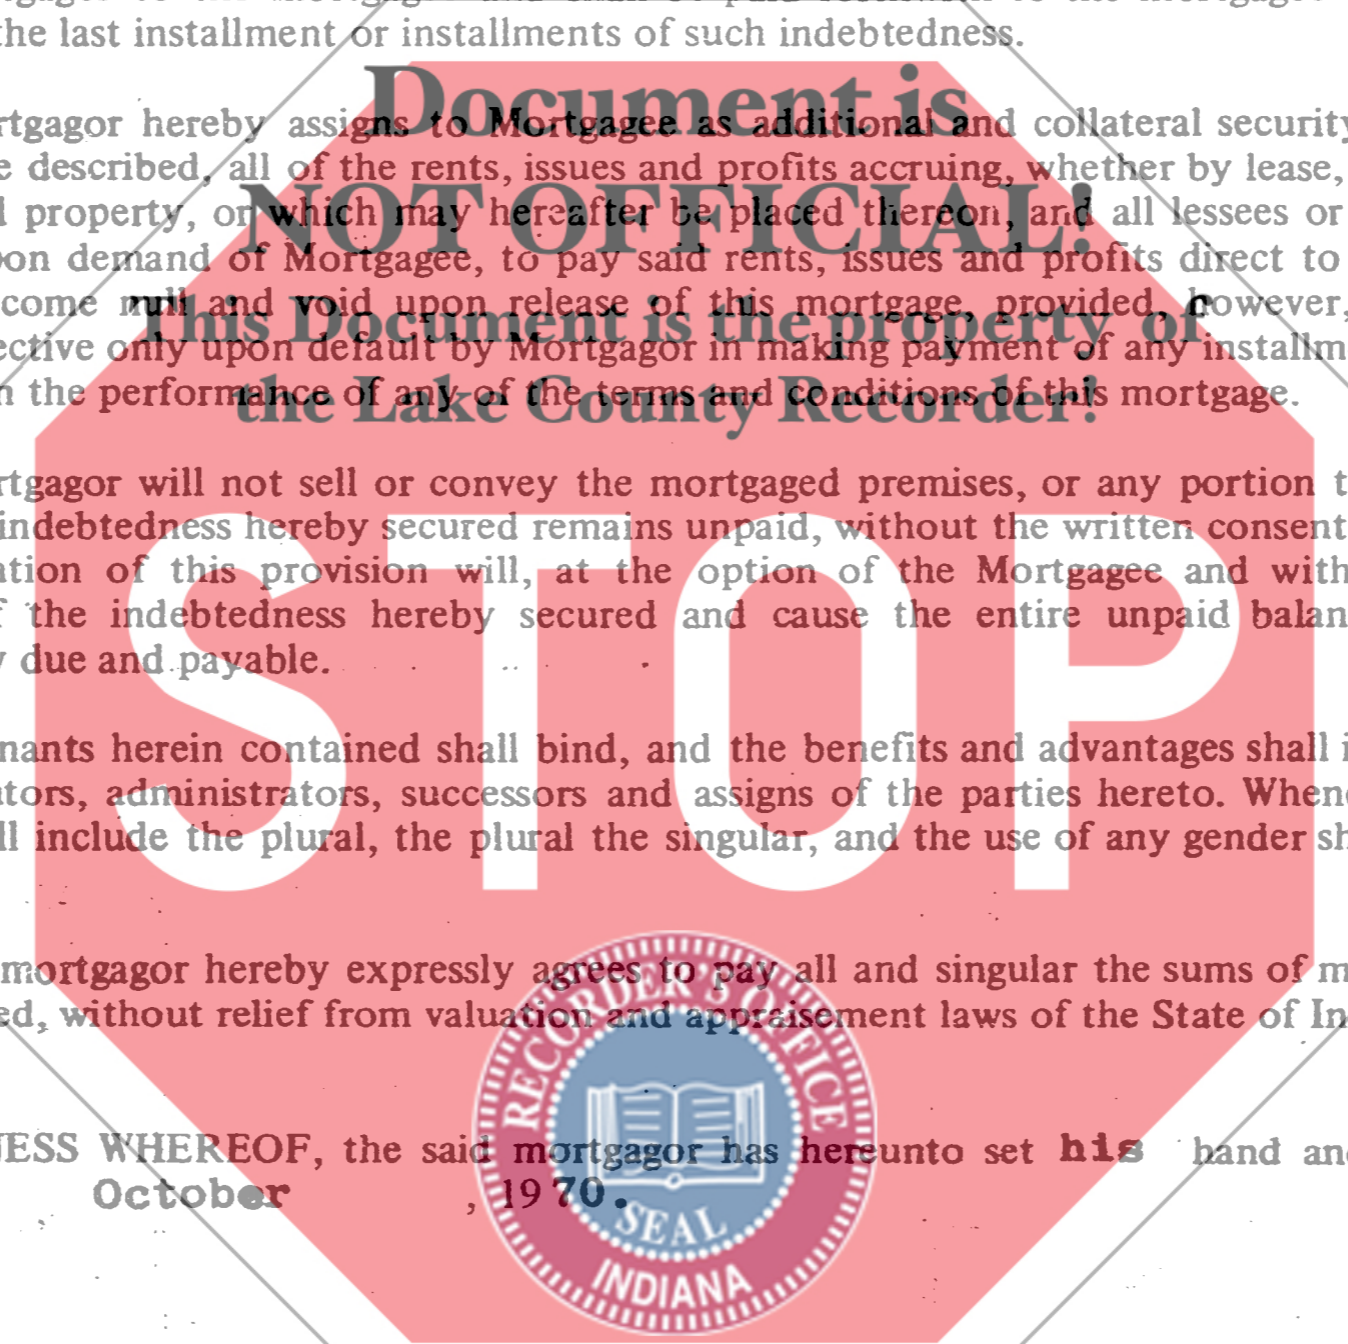 the last installment or installments of such indebtedness.
Document is
rtgagor hereby assigns to Mortgagee as additional and collateral security
e described, all of the rents, issues and profits accruing, whether by lease,
NOT OFFICIAL!
l property, or which may hereafter be placed thereon, and all lessees or
on demand of Mortgagee, to pay said rents, issues and profits direct to
come null and void upon release of this mortgage, provided, however,
This Document is the property of
ective only upon default by Mortgagor in making payment of any installm
n the performance of any of the terms and conditions of this mortgage.
the Lake County Recorder!
rtgagor will not sell or convey the mortgaged premises, or any portion t
indebtedness hereby secured remains unpaid, without the written consent
ation of this provision will, at the option of the Mortgagee and with
f the indebtedness hereby secured and cause the entire unpaid balan
y due and payable.
STOP
nants herein contained shall bind, and the benefits and advantages shall i
tors, administrators, successors and assigns of the parties hereto. When
ll include the plural, the plural the singular, and the use of any gender sh
mortgagor hereby expressly agrees to pay all and singular the sums of m
ed, without relief from valuation and appraisement laws of the State of In
RECORDER'S OFFICE
SEAL
INDIANA
NESS WHEREOF, the said mortgagor has hereunto set his hand and
October , 1970.